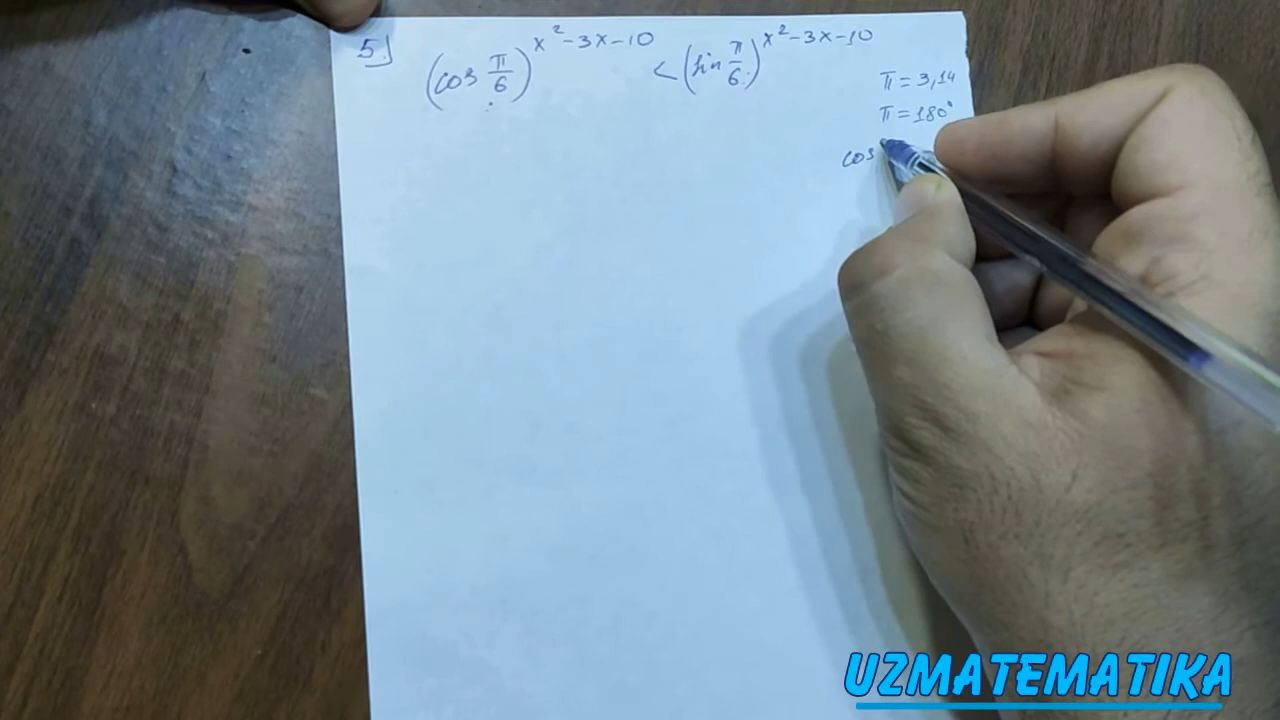 5) (cos π/6)^(x²-3x-10) < (sin π/6)^(x²-3x-10)
π = 3,14
π = 180°
cos
UZMATEMATIKA